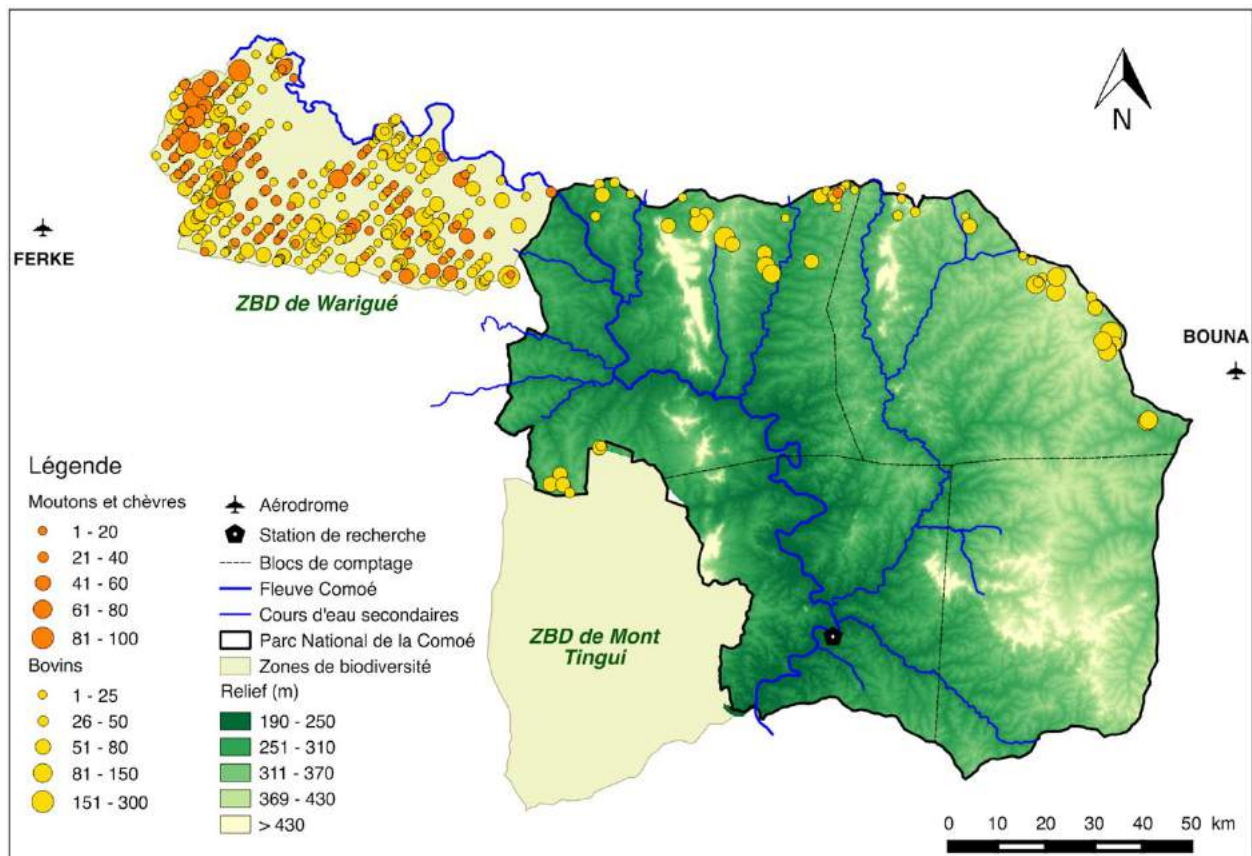 N
FERKE
ZBD de Warigué
BOUNA
Légende
Moutons et chèvres
1 - 20
21 - 40
41 - 60
61 - 80
81 - 100
Bovins
1 - 25
26 - 50
51 - 80
81 - 150
151 - 300
Aérodrome
Station de recherche
Blocs de comptage
Fleuve Comoé
Cours d'eau secondaires
Parc National de la Comoé
Zones de biodiversité
Relief (m)
190 - 250
251 - 310
311 - 370
369 - 430
> 430
ZBD de Mont
Tingui
0 10 20 30 40 50 km